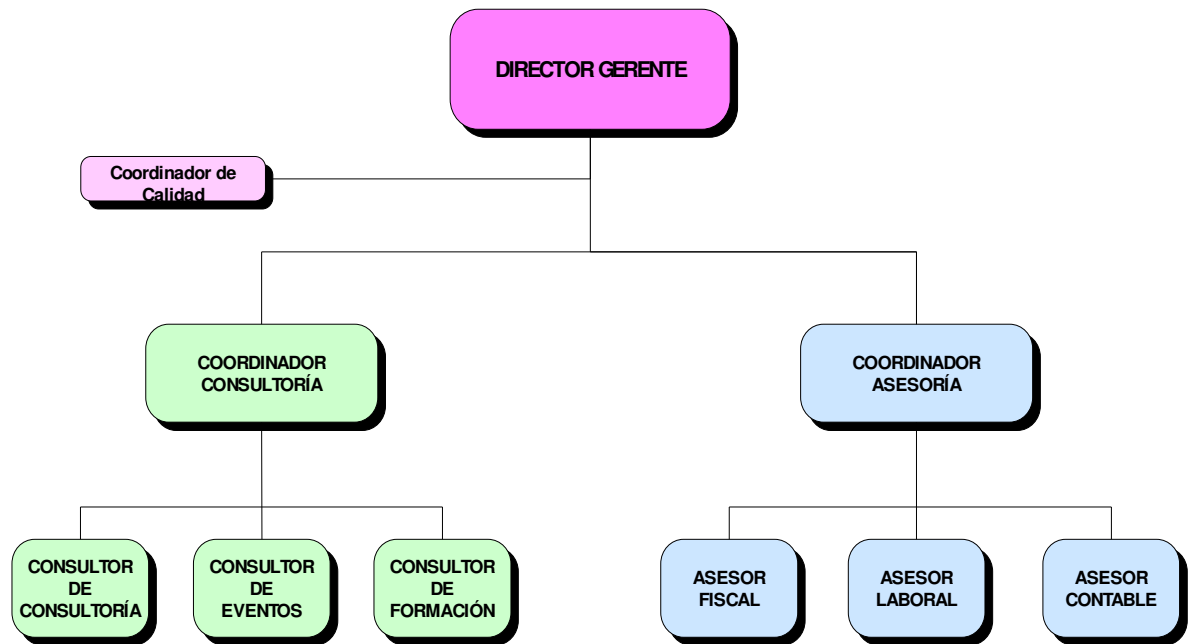 DIRECTOR GERENTE
Coordinador de
Calidad
COORDINADOR
CONSULTORÍA
COORDINADOR
ASESORÍA
CONSULTOR
DE
CONSULTORÍA
CONSULTOR
DE
EVENTOS
CONSULTOR
DE
FORMACIÓN
ASESOR
FISCAL
ASESOR
LABORAL
ASESOR
CONTABLE